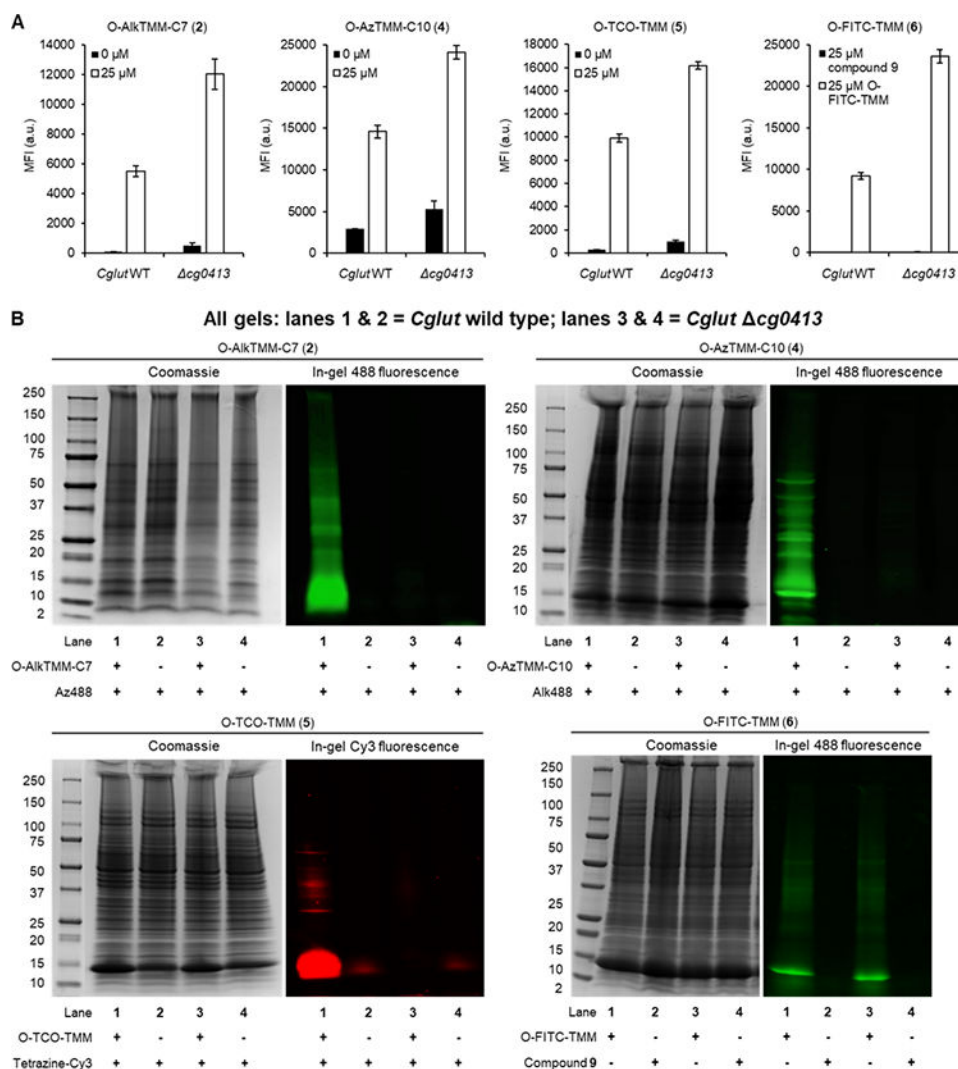 A
O-AlkTMM-C7 (2)
O-AzTMM-C10 (4)
O-TCO-TMM (5)
O-FITC-TMM (6)
MFI (a.u.)
14000
12000
10000
8000
6000
4000
2000
0
0 μM
25 μM
CglutWT
Δcg0413
MFI (a.u.)
25000
20000
15000
10000
5000
0
0 μM
25 μM
CglutWT
Δcg0413
MFI (a.u.)
18000
16000
14000
12000
10000
8000
6000
4000
2000
0
0 μM
25 μM
CglutWT
Δcg0413
MFI (a.u.)
25000
20000
15000
10000
5000
0
25 μM
compound 9
25 μM O-
FITC-TMM
CglutWT
Δcg0413
B
All gels: lanes 1 & 2 = Cglut wild type; lanes 3 & 4 = Cglut Δcg0413
O-AlkTMM-C7 (2)
Coomassie
In-gel 488 fluorescence
250
150
100
75
50
37
25
20
15
10
2
Lane 1 2 3 4 1 2 3 4
O-AlkTMM-C7 + - + - + - + -
Az488 + + + + + + + +
O-AzTMM-C10 (4)
Coomassie
In-gel 488 fluorescence
250
150
100
75
50
37
25
20
15
10
Lane 1 2 3 4 1 2 3 4
O-AzTMM-C10 + - + - + - + -
Alk488 + + + + + + + +
O-TCO-TMM (5)
Coomassie
In-gel Cy3 fluorescence
250
150
100
75
50
37
25
20
15
10
Lane 1 2 3 4 1 2 3 4
O-TCO-TMM + - + - + - + -
Tetrazine-Cy3 + + + + + + + +
O-FITC-TMM (6)
Coomassie
In-gel 488 fluorescence
250
150
100
75
50
37
25
20
15
10
2
Lane 1 2 3 4 1 2 3 4
O-FITC-TMM + - + - + - + -
Compound 9 - + - + - + - +